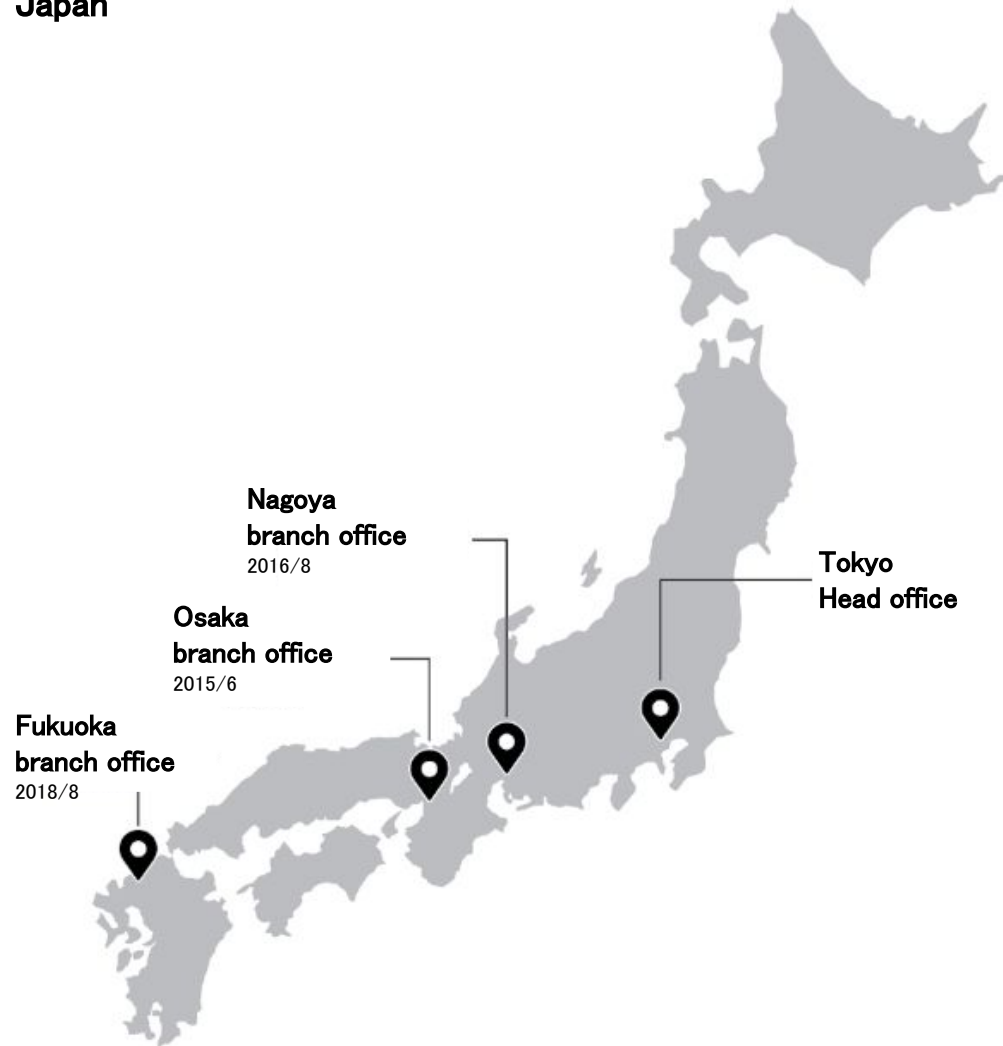 Japan
Nagoya
branch office
2016/8
Tokyo
Head office
Osaka
branch office
2015/6
Fukuoka
branch office
2018/8